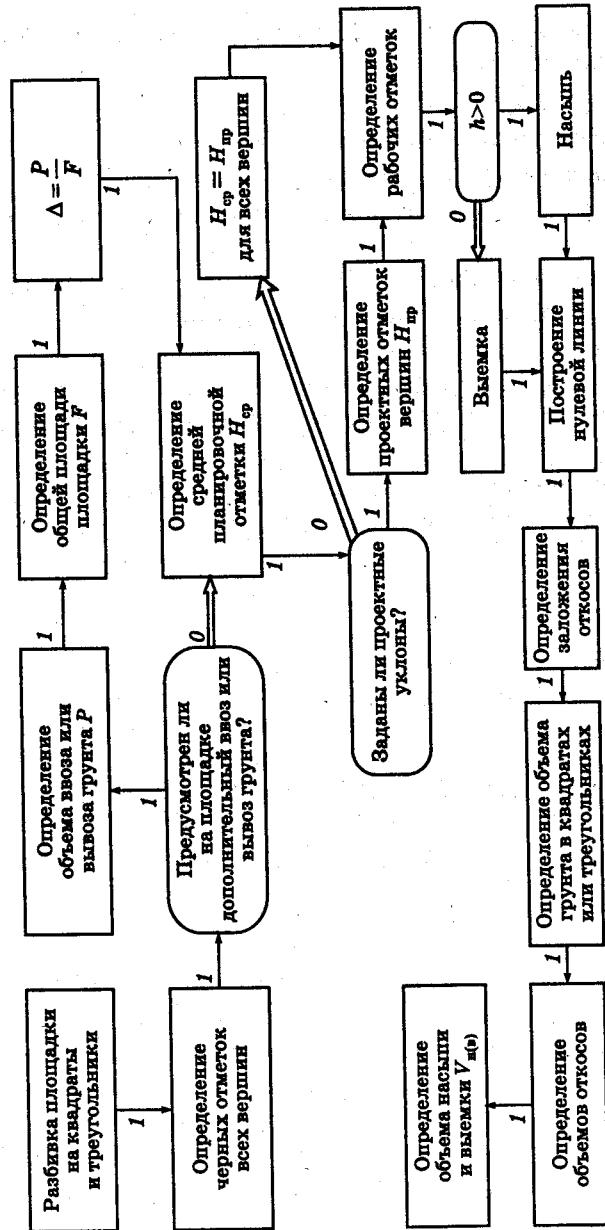 Разбивка площадки
на квадраты
и треугольники
1
Определение
черных отметок
всех вершин
1
Предусмотрен ли
на площадке
дополнительный ввоз или
вывоз грунта?
1
0
Определение
объема ввоза или
вывоза грунта P
1
Определение
общей площади
площадки F
1
Δ = P/F
1
Определение
средней
планировочной
отметки Hср
1
Заданы ли проектные
уклоны?
0
1
Hср = Hпр
для всех вершин
Определение
проектных отметок
вершин Hпр
1
Определение
рабочих отметок
1
h>0
0
1
Выемка
1
Насыпь
1
Построение
нулевой линии
1
Определение
заложения
откосов
1
Определение объема
грунта в квадратах
или треугольниках
1
Определение
объемов откосов
1
Определение
объема насыпи
и выемки Vн(в)